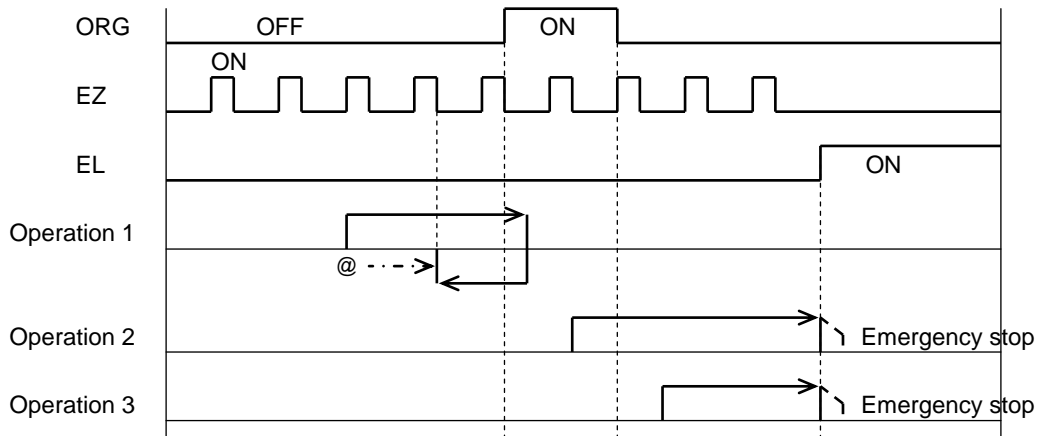 ORG OFF ON
ON
EZ
EL ON
Operation 1
@
Operation 2 Emergency stop
Operation 3 Emergency stop